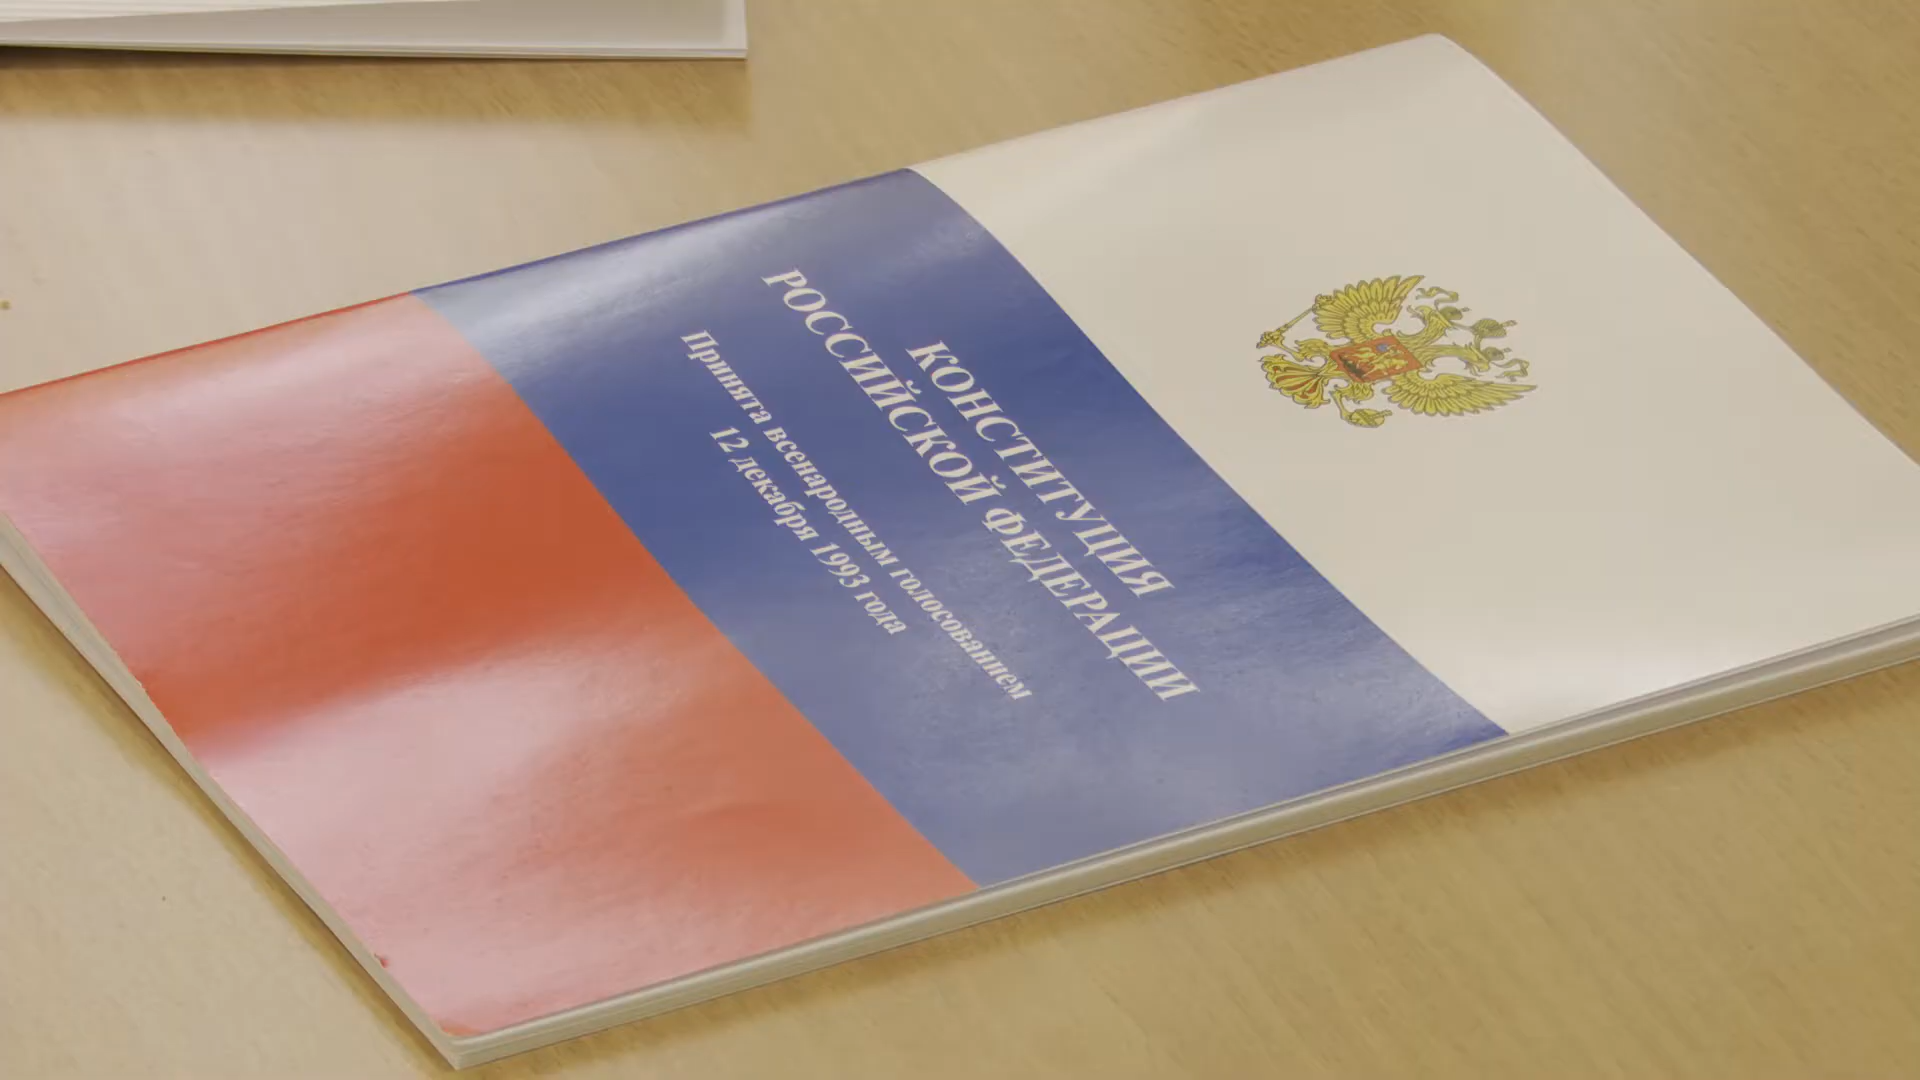 КОНСТИТУЦИЯ
РОССИЙСКОЙ ФЕДЕРАЦИИ
Принята всенародным голосованием
12 декабря 1993 года